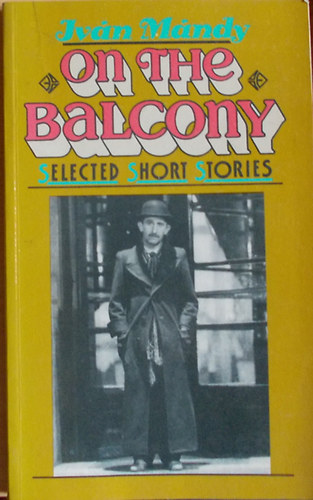 Iván Mándy
On the
Balcony
Selected Short Stories